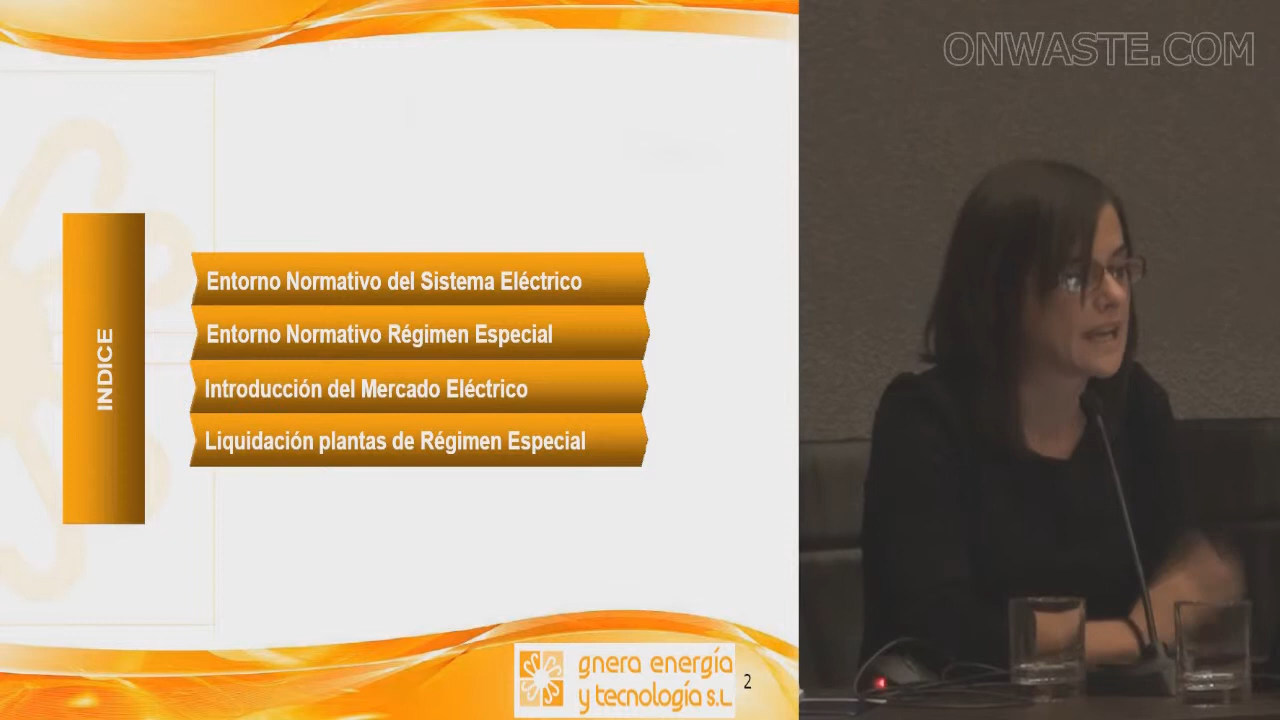 ONWASTE.COM
INDICE
Entorno Normativo del Sistema Eléctrico
Entorno Normativo Régimen Especial
Introducción del Mercado Eléctrico
Liquidación plantas de Régimen Especial
gnera energía
y tecnología s.L
2